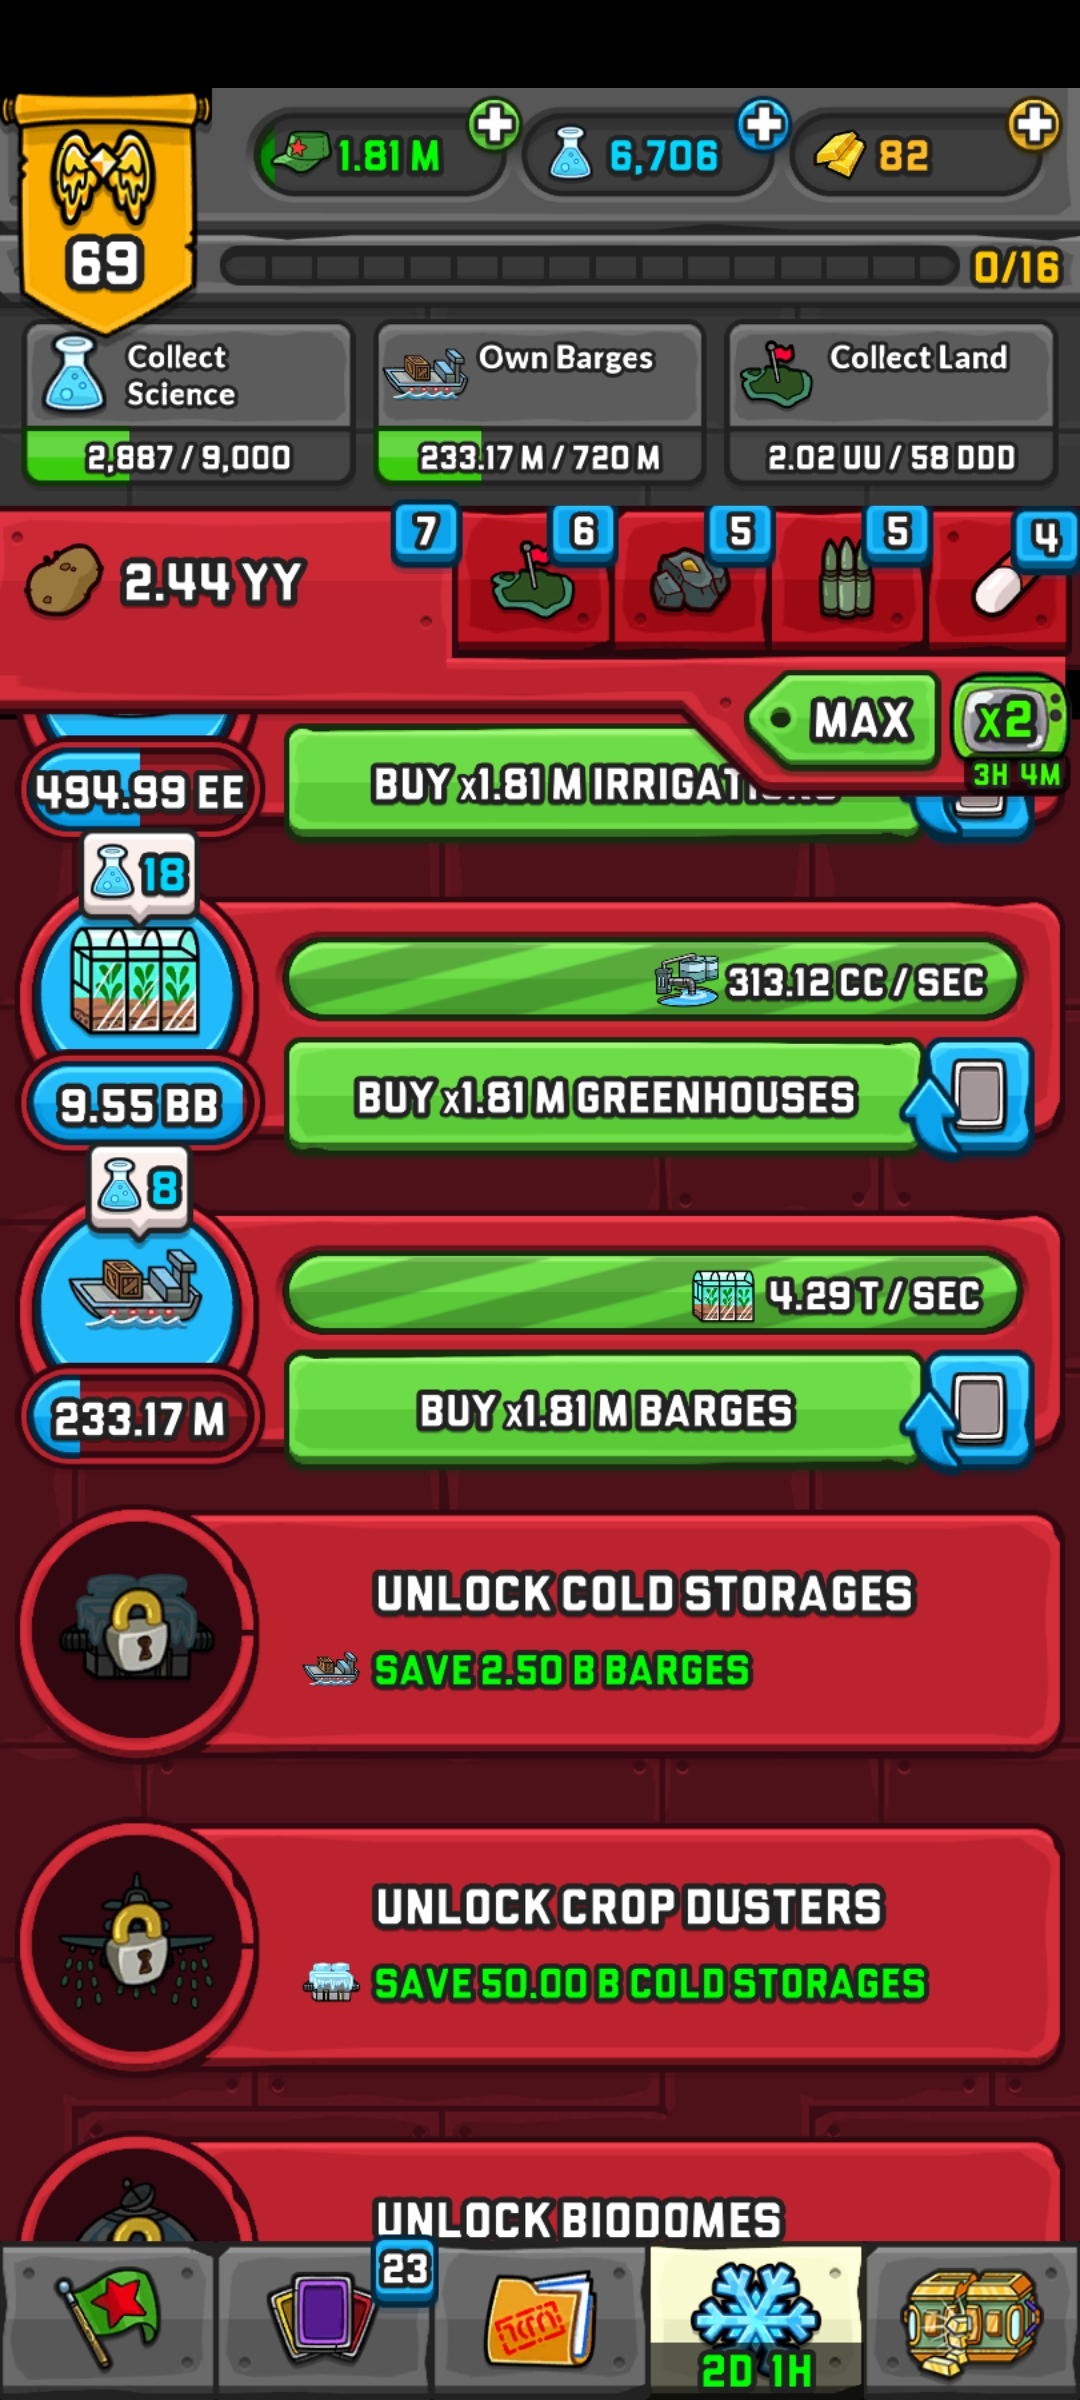 69
1.81 M
6,706
82
0/16
Collect
Science
2,887 / 9,000
Own Barges
233.17 M / 720 M
Collect Land
2.02 UU / 58 DDD
2.44 YY
7
6
5
5
4
MAX
x2
3H 4M
494.99 EE
BUY x1.81 M IRRIGATIONS
18
313.12 CC / SEC
9.55 BB
BUY x1.81 M GREENHOUSES
8
4.29 T / SEC
233.17 M
BUY x1.81 M BARGES
UNLOCK COLD STORAGES
SAVE 2.50 B BARGES
UNLOCK CROP DUSTERS
SAVE 50.00 B COLD STORAGES
UNLOCK BIODOMES
23
2D 1H